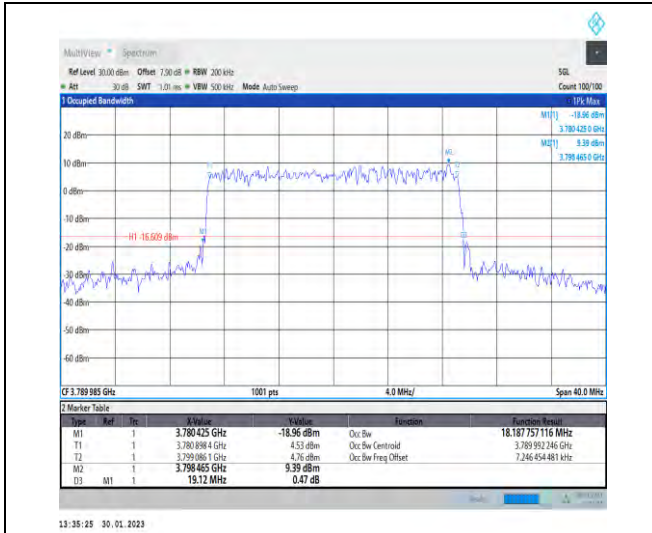 MultiView Spectrum
Ref Level 30.00 dBm Offset 7.90 dB RBW 200 kHz SGL
Att 30 dB SWT 1.01 ms VBW 500 kHz Mode Auto Sweep Count 100/100
1 Occupied Bandwidth 1Pk Max
M1[1] -18.96 dBm
3.780 425 0 GHz
M2[1] 9.39 dBm
3.798 465 0 GHz
20 dBm
10 dBm
0 dBm
-10 dBm
H1 -16.609 dBm
-20 dBm
-30 dBm
-40 dBm
-50 dBm
-60 dBm
M2
M1
CF 3.789 985 GHz 1001 pts 4.0 MHz/ Span 40.0 MHz
2 Marker Table
Type Ref Trc X-Value Y-Value Function Function Result
M1 1 3.780 425 GHz -18.96 dBm Occ Bw 18.187 757 116 MHz
T1 1 3.780 898 4 GHz 4.53 dBm Occ Bw Centroid 3.789 992 246 GHz
T2 1 3.799 086 1 GHz 4.76 dBm Occ Bw Freq Offset 7.246 454 481 kHz
M2 1 3.798 465 GHz 9.39 dBm
D3 M1 1 19.12 MHz 0.47 dB
13:35:25 30.01.2023